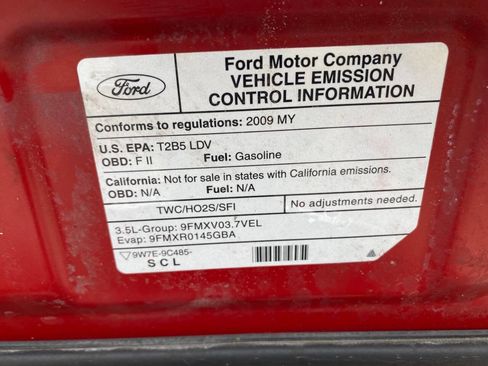 Ford
Ford Motor Company
VEHICLE EMISSION
CONTROL INFORMATION
Conforms to regulations: 2009 MY
U.S. EPA: T2B5 LDV
OBD: F II Fuel: Gasoline
California: Not for sale in states with California emissions.
OBD: N/A Fuel: N/A
TWC/HO2S/SFI No adjustments needed.
3.5L-Group: 9FMXV03.7VEL
Evap: 9FMXR0145GBA
9W7E-9C485-
S C L